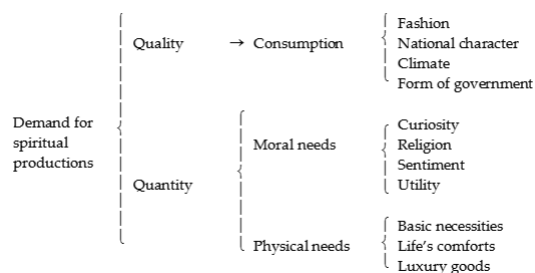 Fashion
Quality → Consumption National character
Climate
Form of government
Demand for
spiritual
productions
Curiosity
Moral needs Religion
Sentiment
Quantity Utility
Basic necessities
Physical needs Life's comforts
Luxury goods